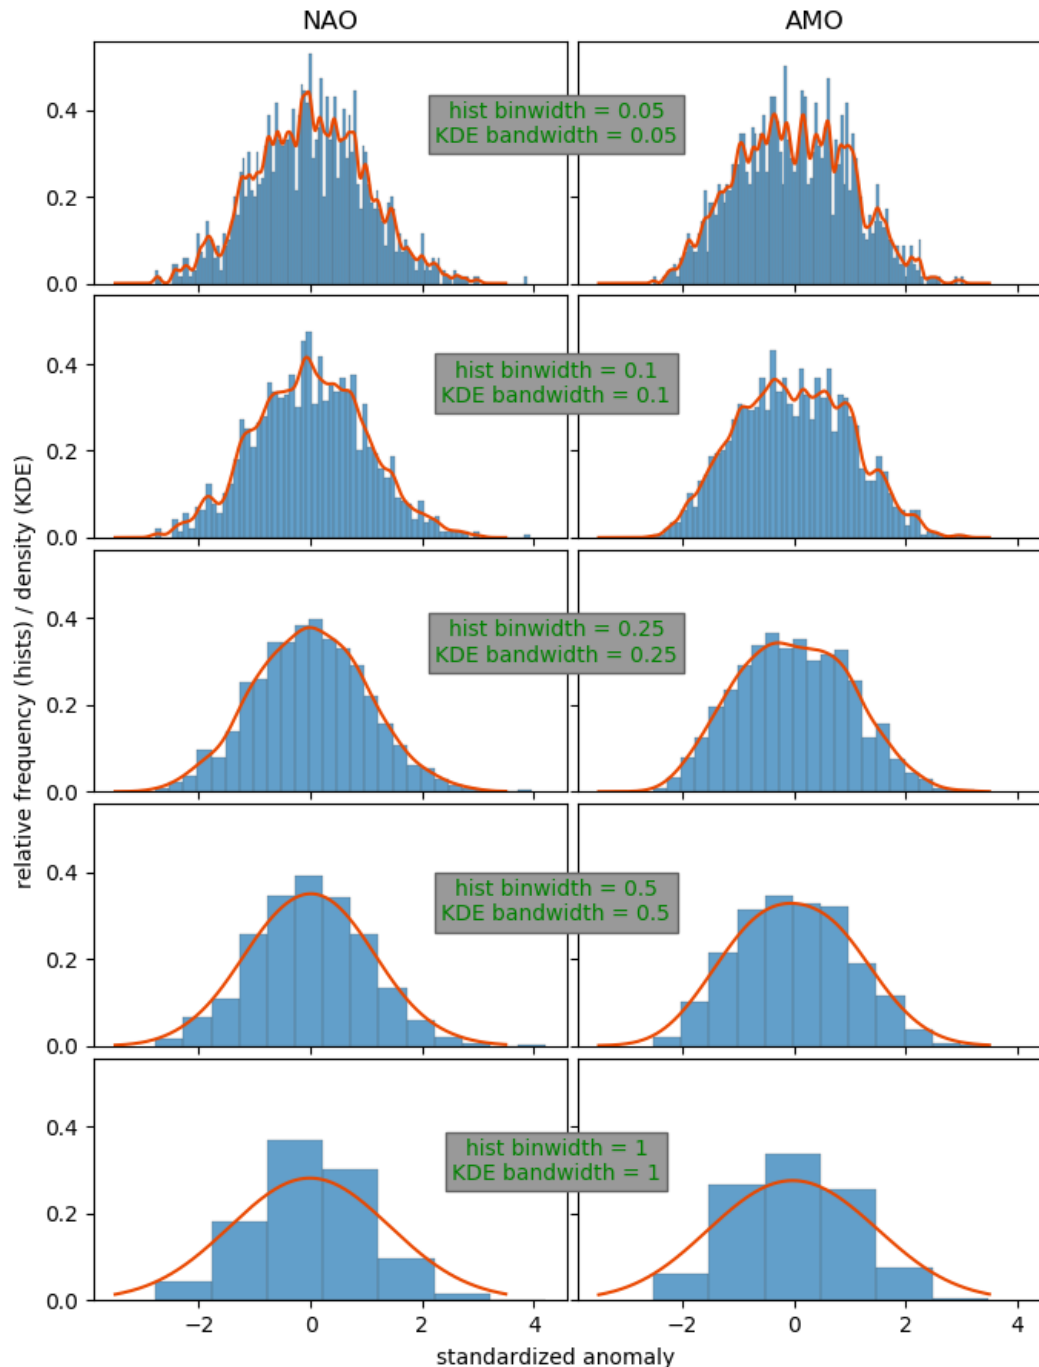 NAO
AMO
0.4
0.2
0.0
hist binwidth = 0.05
KDE bandwidth = 0.05
0.4
0.2
0.0
hist binwidth = 0.1
KDE bandwidth = 0.1
relative frequency (hists) / density (KDE)
0.4
0.2
0.0
hist binwidth = 0.25
KDE bandwidth = 0.25
0.4
0.2
0.0
hist binwidth = 0.5
KDE bandwidth = 0.5
0.4
0.2
0.0
hist binwidth = 1
KDE bandwidth = 1
−2 0 2 4
−2 0 2 4
standardized anomaly